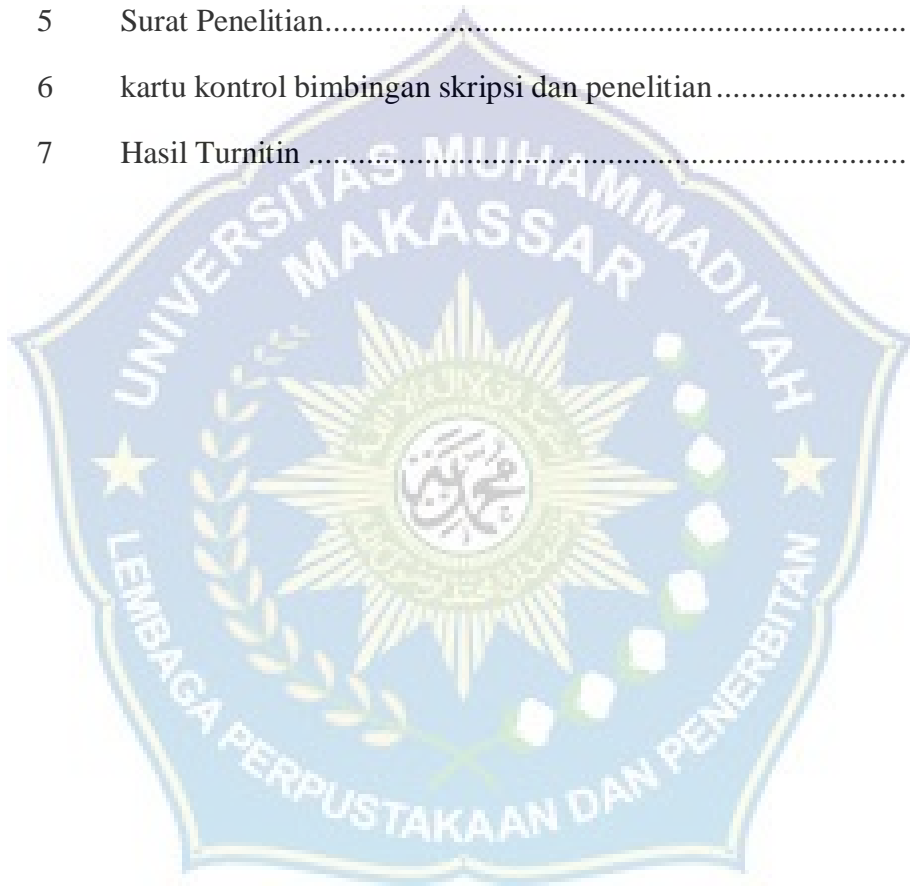 5 Surat Penelitian..................................................................
6 kartu kontrol bimbingan skripsi dan penelitian......................
7 Hasil Turnitin ....................................................................
UNIVERSITAS MUHAMMADIYAH
MAKASSAR
LEMBAGA PERPUSTAKAAN DAN PENERBITAN